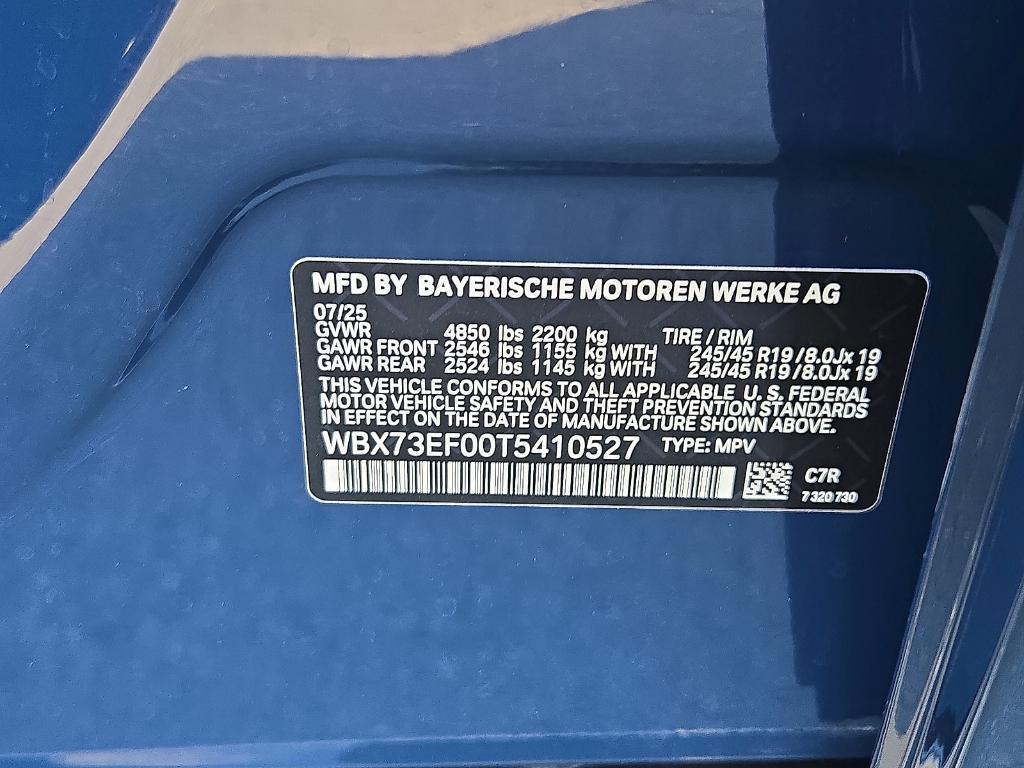 MFD BY BAYERISCHE MOTOREN WERKE AG
07/25
GVWR 4850 lbs 2200 kg TIRE / RIM
GAWR FRONT 2546 lbs 1155 kg WITH 245/45 R19 / 8.0Jx 19
GAWR REAR 2524 lbs 1145 kg WITH 245/45 R19 / 8.0Jx 19
THIS VEHICLE CONFORMS TO ALL APPLICABLE U. S. FEDERAL
MOTOR VEHICLE SAFETY AND THEFT PREVENTION STANDARDS
IN EFFECT ON THE DATE OF MANUFACTURE SHOWN ABOVE.
WBX73EF00T5410527 TYPE: MPV
C7R
7 320 730